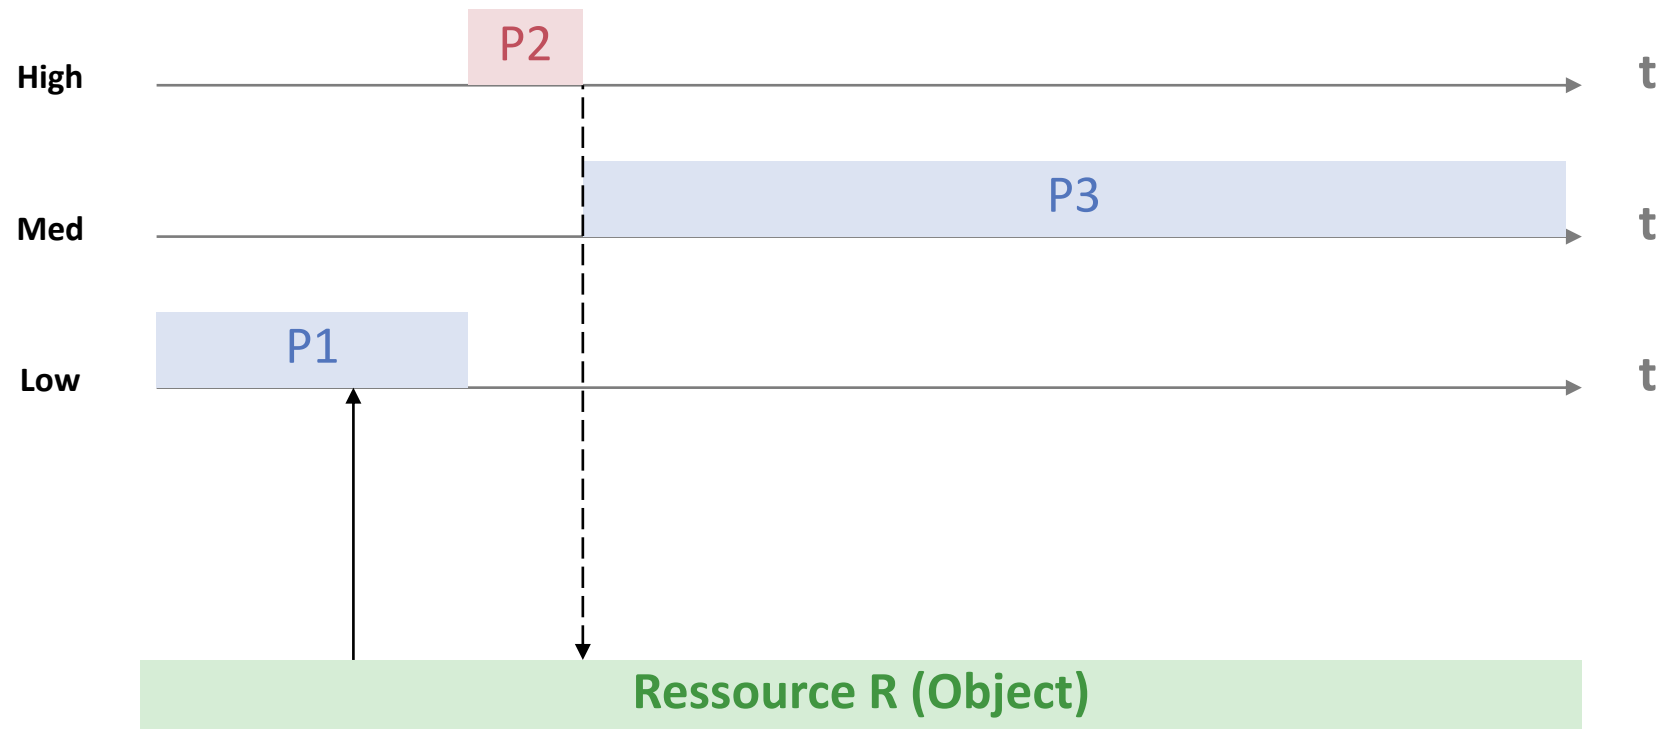 P2
High t
P3
Med t
P1
Low t
Ressource R (Object)